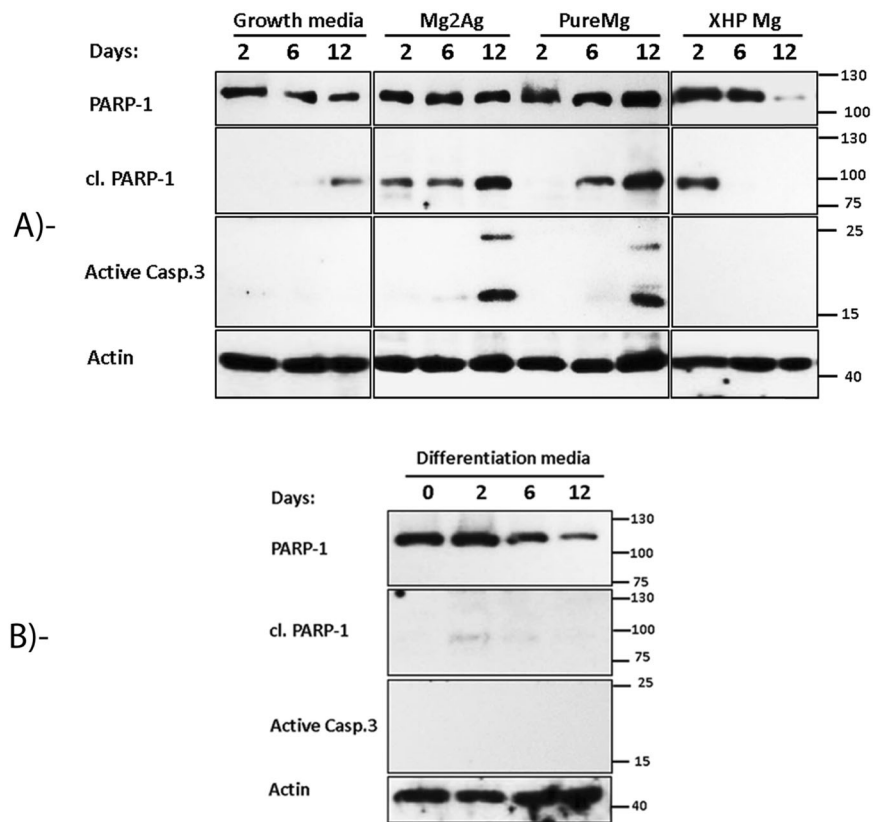 Growth media Mg2Ag PureMg XHP Mg
Days: 2 6 12 2 6 12 2 6 12 2 6 12
PARP-1
130
100
cl. PARP-1
130
100
75
A)-
Active Casp.3
25
15
Actin
40
Differentiation media
Days: 0 2 6 12
PARP-1
130
100
75
cl. PARP-1
130
100
75
B)-
Active Casp.3
25
15
Actin
40